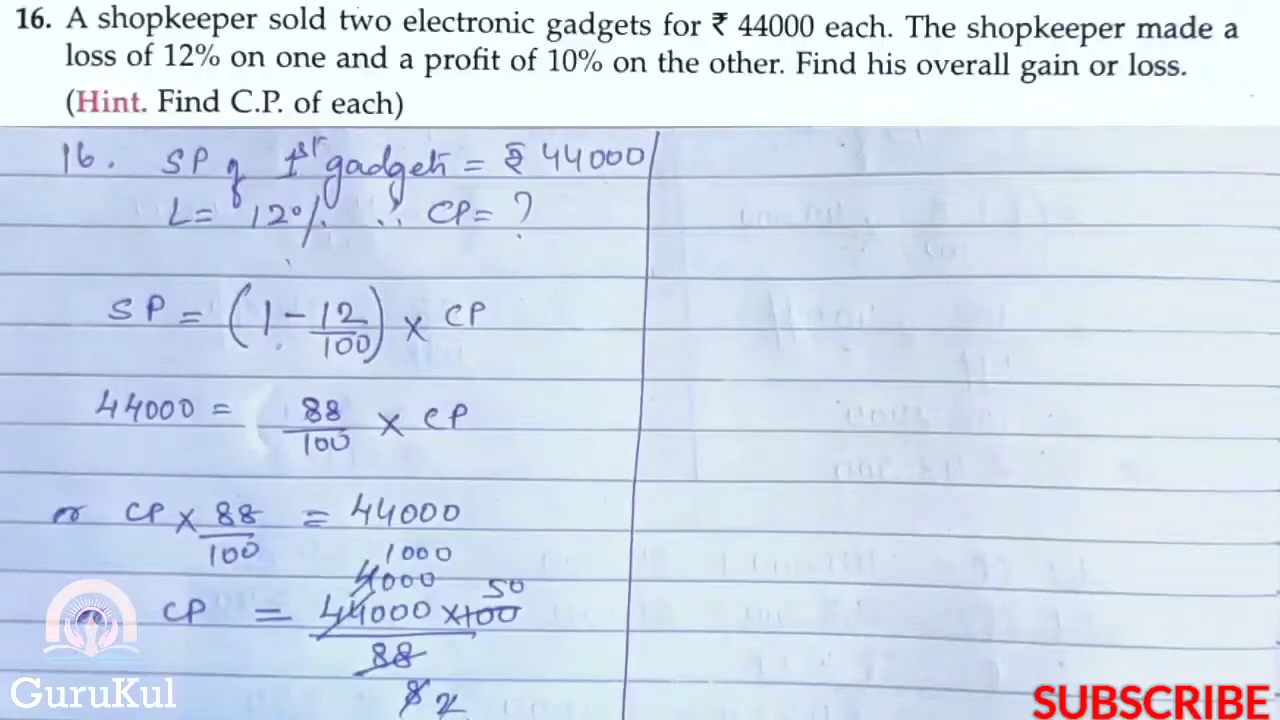 16. A shopkeeper sold two electronic gadgets for ₹ 44000 each. The shopkeeper made a
loss of 12% on one and a profit of 10% on the other. Find his overall gain or loss.
(Hint. Find C.P. of each)
16. SP of 1st gadget = ₹ 44000
L = 12% ∴ CP = ?
SP = (1 - 12/100) × CP
44000 = 88/100 × CP
or CP × 88/100 = 44000
1000
4000 50
CP = 44000 × 100
88
8 2
GuruKul
SUBSCRIBE